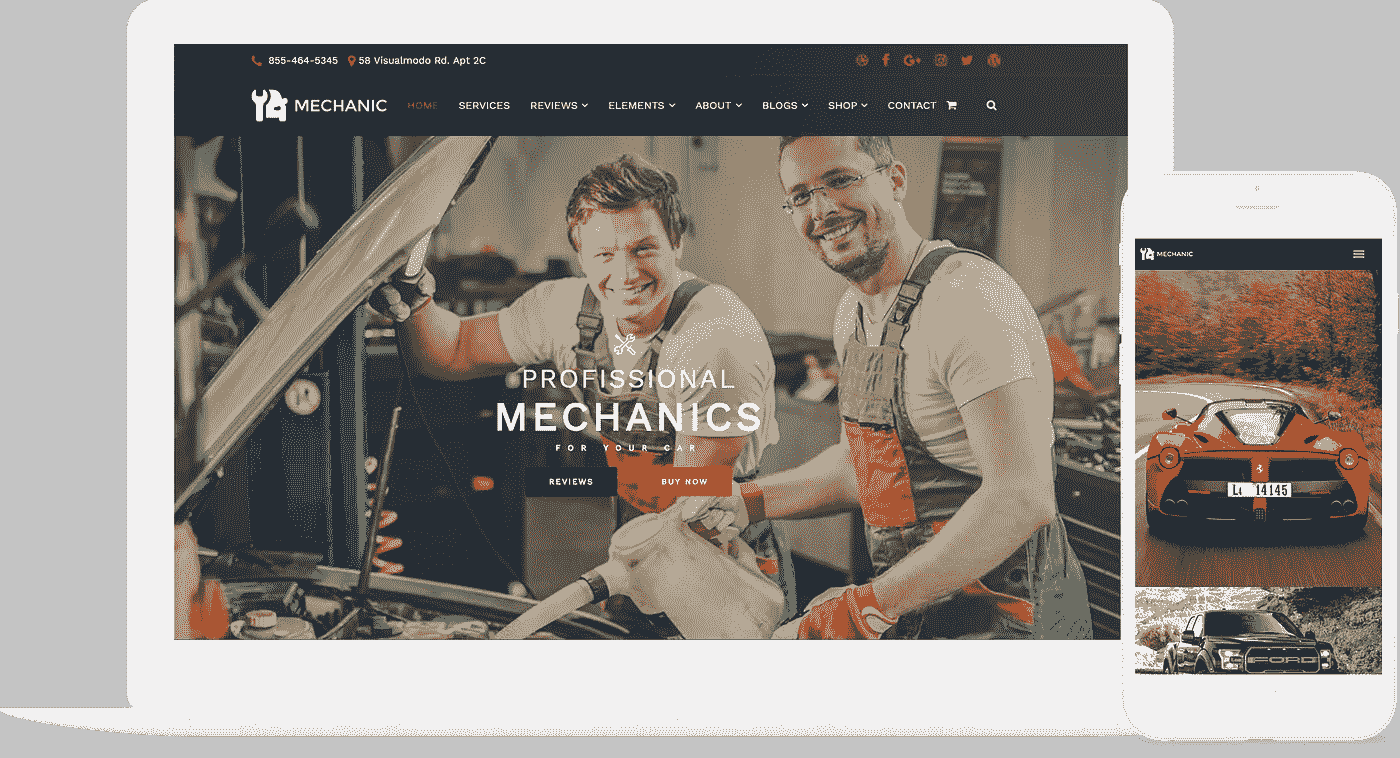 855-464-5345 58 Visualmodo Rd. Apt 2C
MECHANIC HOME SERVICES REVIEWS ELEMENTS ABOUT BLOGS SHOP CONTACT
PROFISSIONAL
MECHANICS
FOR YOUR CAR
REVIEWS BUY NOW
MECHANIC
14145
FORD